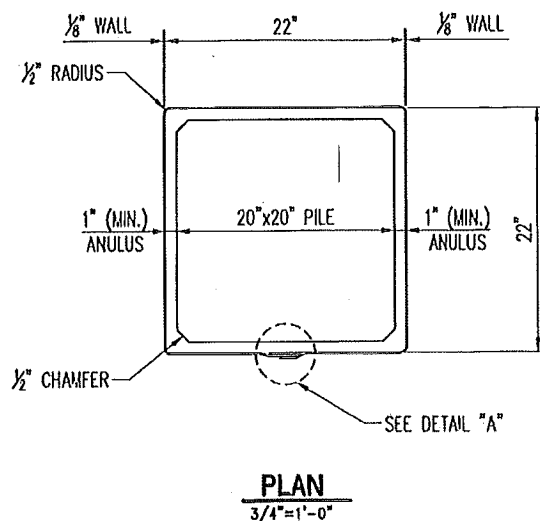 ⅛" WALL
22"
⅛" WALL
½" RADIUS
1" (MIN.)
ANULUS
20"x20" PILE
1" (MIN.)
ANULUS
22"
½" CHAMFER
SEE DETAIL "A"
PLAN
3/4"=1'-0"